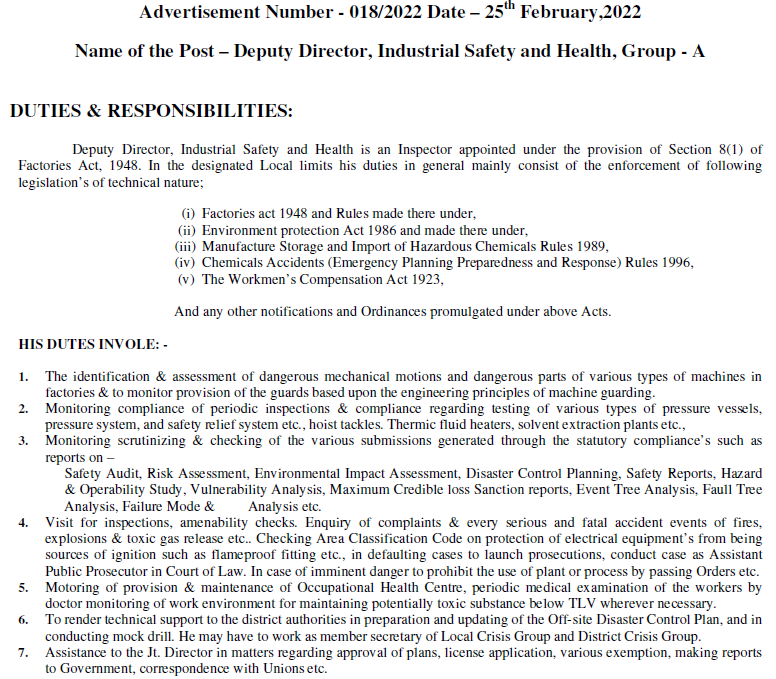 Advertisement Number - 018/2022 Date – 25th February,2022
Name of the Post – Deputy Director, Industrial Safety and Health, Group - A
DUTIES & RESPONSIBILITIES:
Deputy Director, Industrial Safety and Health is an Inspector appointed under the provision of Section 8(1) of
Factories Act, 1948. In the designated Local limits his duties in general mainly consist of the enforcement of following
legislation's of technical nature;
(i) Factories act 1948 and Rules made there under,
(ii) Environment protection Act 1986 and made there under,
(iii) Manufacture Storage and Import of Hazardous Chemicals Rules 1989,
(iv) Chemicals Accidents (Emergency Planning Preparedness and Response) Rules 1996,
(v) The Workmen's Compensation Act 1923,
And any other notifications and Ordinances promulgated under above Acts.
HIS DUTES INVOLE: -
1. The identification & assessment of dangerous mechanical motions and dangerous parts of various types of machines in
factories & to monitor provision of the guards based upon the engineering principles of machine guarding.
2. Monitoring compliance of periodic inspections & compliance regarding testing of various types of pressure vessels,
pressure system, and safety relief system etc., hoist tackles. Thermic fluid heaters, solvent extraction plants etc.,
3. Monitoring scrutinizing & checking of the various submissions generated through the statutory compliance's such as
reports on –
Safety Audit, Risk Assessment, Environmental Impact Assessment, Disaster Control Planning, Safety Reports, Hazard
& Operability Study, Vulnerability Analysis, Maximum Credible loss Sanction reports, Event Tree Analysis, Faull Tree
Analysis, Failure Mode & Analysis etc.
4. Visit for inspections, amenability checks. Enquiry of complaints & every serious and fatal accident events of fires,
explosions & toxic gas release etc.. Checking Area Classification Code on protection of electrical equipment's from being
sources of ignition such as flameproof fitting etc., in defaulting cases to launch prosecutions, conduct case as Assistant
Public Prosecutor in Court of Law. In case of imminent danger to prohibit the use of plant or process by passing Orders etc.
5. Motoring of provision & maintenance of Occupational Health Centre, periodic medical examination of the workers by
doctor monitoring of work environment for maintaining potentially toxic substance below TLV wherever necessary.
6. To render technical support to the district authorities in preparation and updating of the Off-site Disaster Control Plan, and in
conducting mock drill. He may have to work as member secretary of Local Crisis Group and District Crisis Group.
7. Assistance to the Jt. Director in matters regarding approval of plans, license application, various exemption, making reports
to Government, correspondence with Unions etc.